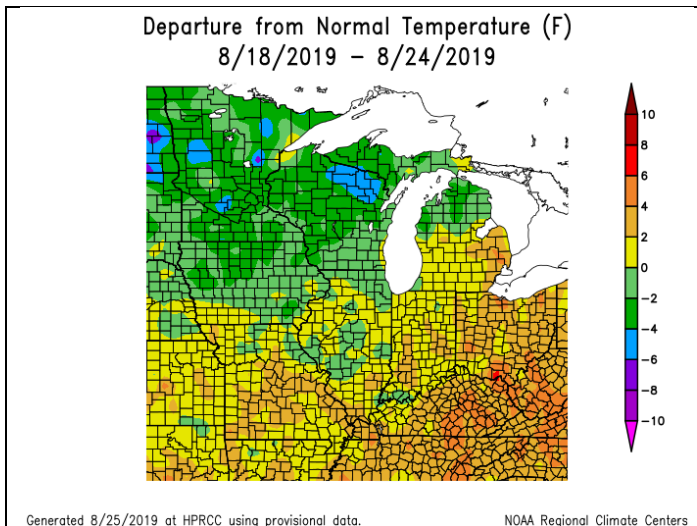 Departure from Normal Temperature (F)
8/18/2019 – 8/24/2019
10
8
6
4
2
0
−2
−4
−6
−8
−10
Generated 8/25/2019 at HPRCC using provisional data.
NOAA Regional Climate Centers